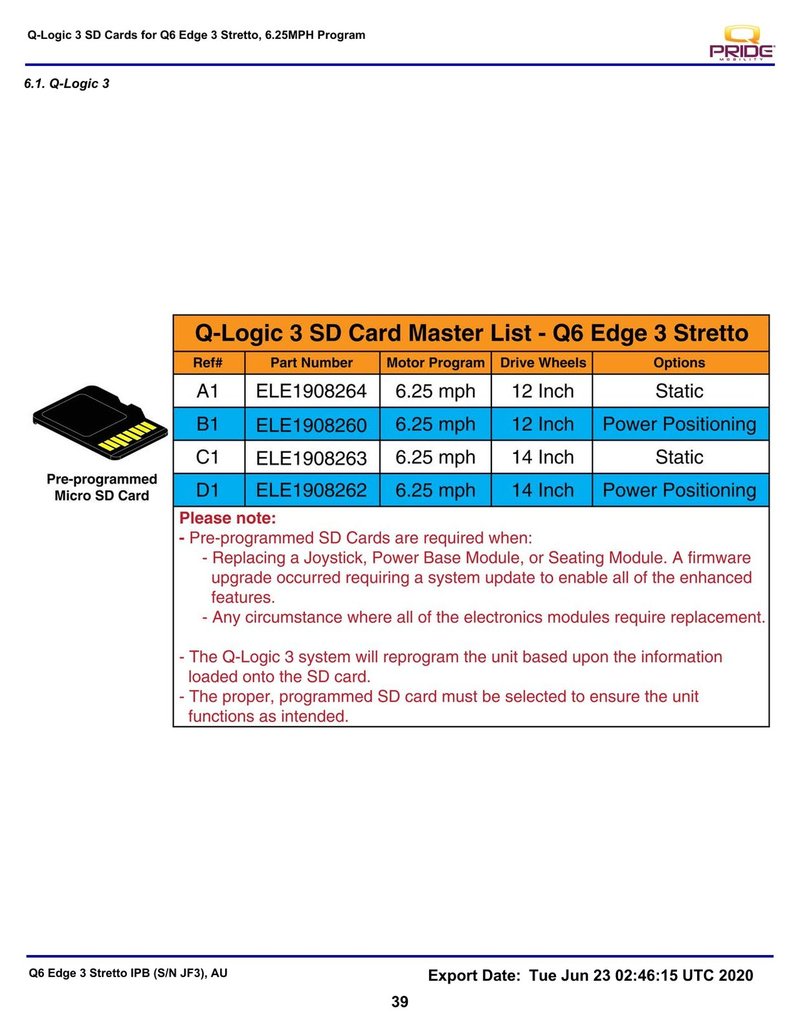 Q-Logic 3 SD Cards for Q6 Edge 3 Stretto, 6.25MPH Program
PRIDE
MOBILITY
6.1. Q-Logic 3
Q-Logic 3 SD Card Master List - Q6 Edge 3 Stretto
Ref# Part Number Motor Program Drive Wheels Options
A1 ELE1908264 6.25 mph 12 Inch Static
B1 ELE1908260 6.25 mph 12 Inch Power Positioning
C1 ELE1908263 6.25 mph 14 Inch Static
D1 ELE1908262 6.25 mph 14 Inch Power Positioning
Pre-programmed
Micro SD Card
Please note:
- Pre-programmed SD Cards are required when:
- Replacing a Joystick, Power Base Module, or Seating Module. A firmware
upgrade occurred requiring a system update to enable all of the enhanced
features.
- Any circumstance where all of the electronics modules require replacement.
- The Q-Logic 3 system will reprogram the unit based upon the information
loaded onto the SD card.
- The proper, programmed SD card must be selected to ensure the unit
functions as intended.
Q6 Edge 3 Stretto IPB (S/N JF3), AU
Export Date: Tue Jun 23 02:46:15 UTC 2020
39